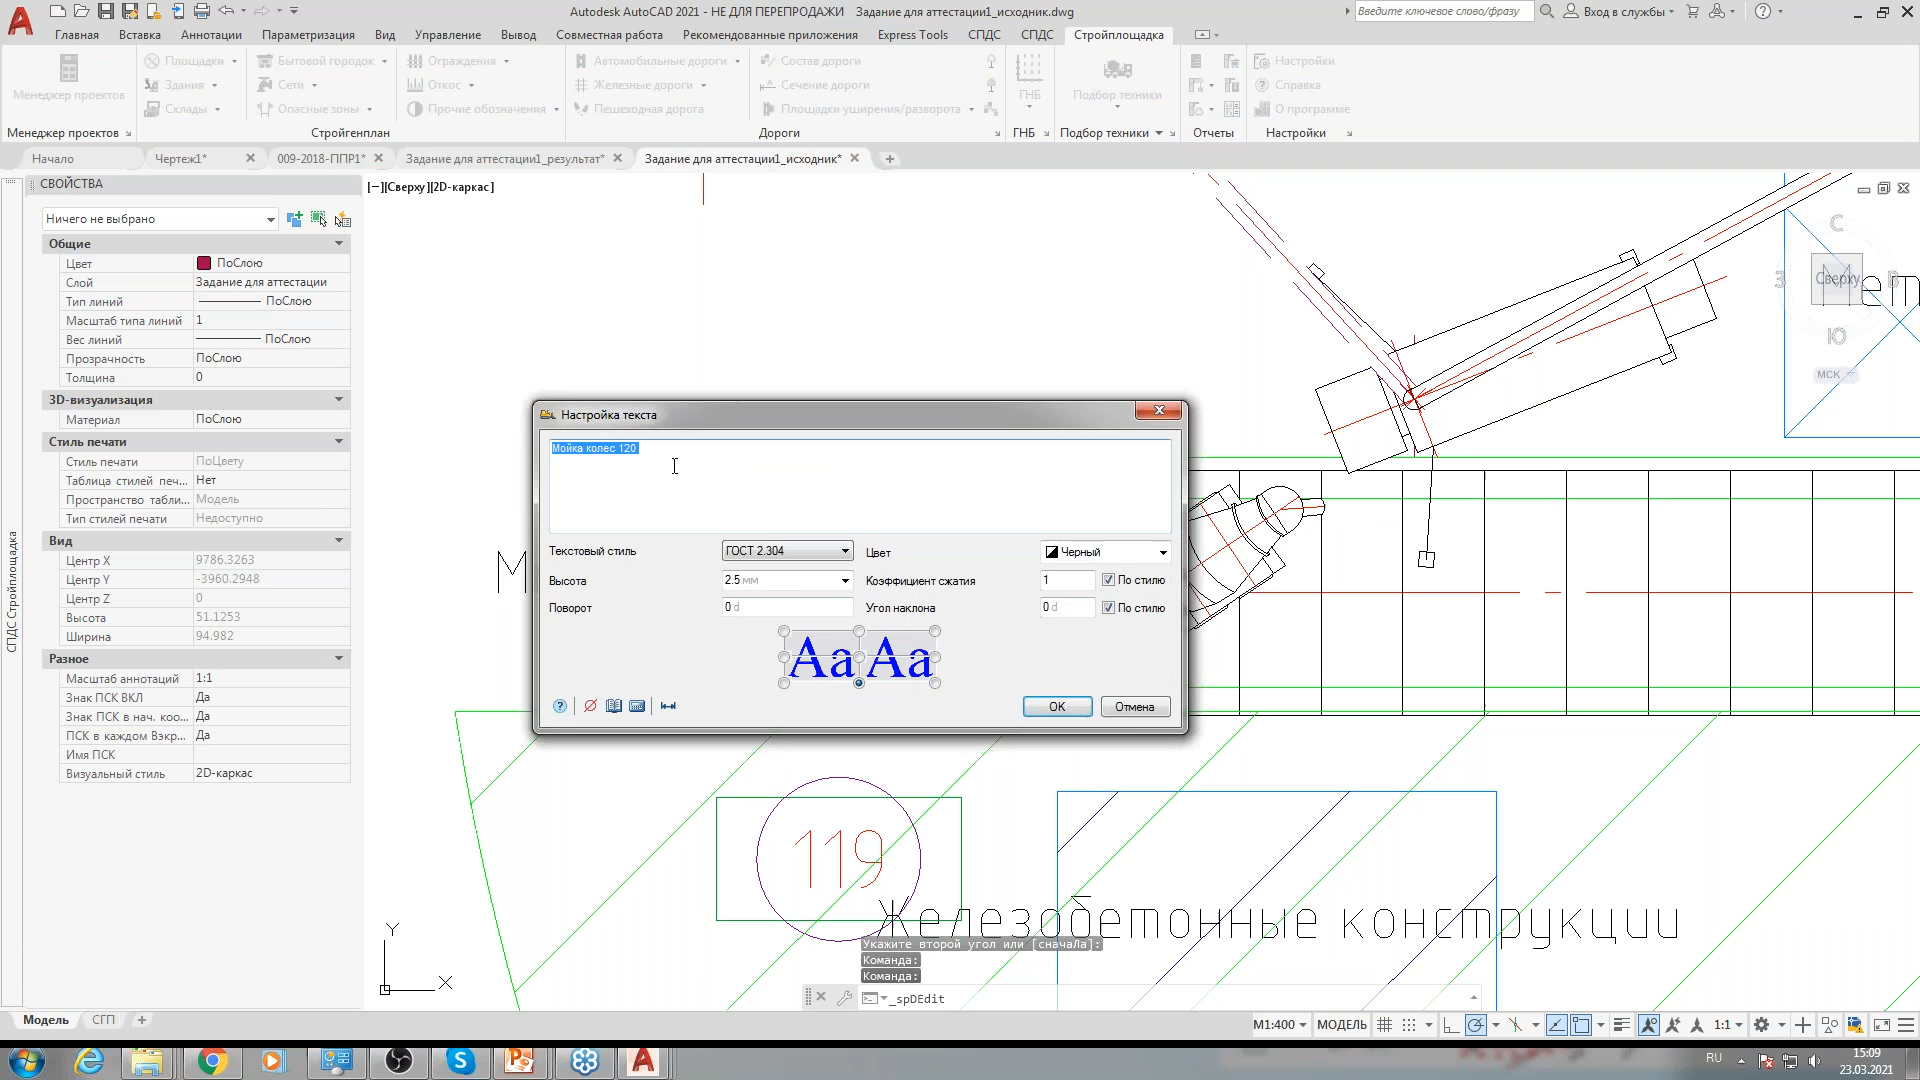 Autodesk AutoCAD 2021 - НЕ ДЛЯ ПЕРЕПРОДАЖИ Задание для аттестации1_исходник.dwg
Введите ключевое слово/фразу
Вход в службы
Главная Вставка Аннотации Параметризация Вид Управление Вывод Совместная работа Рекомендованные приложения Express Tools СПДС СПДС Стройплощадка
Площадки Бытовой городок Ограждения Автомобильные дороги Состав дороги Настройки
Здания Сети Откос Железные дороги Сечение дороги Справка
Менеджер проектов ГНБ Подбор техники
Склады Опасные зоны Прочие обозначения Пешеходная дорога Площадки уширения/разворота О программе
Менеджер проектов Стройгенплан Дороги ГНБ Подбор техники Отчеты Настройки
Начало Чертеж1* 009-2018-ППР1* Задание для аттестации1_результат* Задание для аттестации1_исходник*
СВОЙСТВА
[−][Сверху][2D-каркас]
Ничего не выбрано
Общие
Цвет ПоСлою
Слой Задание для аттестации
Тип линий ПоСлою
Масштаб типа линий 1
Вес линий ПоСлою
Прозрачность ПоСлою
Толщина 0
3D-визуализация
Материал ПоСлою
Стиль печати
Стиль печати ПоЦвету
Таблица стилей печ... Нет
Пространство табли... Модель
Тип стилей печати Недоступно
Вид
Центр X 9786.3263
Центр Y -3960.2948
Центр Z 0
Высота 51.1253
Ширина 94.982
Разное
Масштаб аннотаций 1:1
Знак ПСК ВКЛ Да
Знак ПСК в нач. коо... Да
ПСК в каждом Вэкр... Да
Имя ПСК
Визуальный стиль 2D-каркас
СПДС Стройплощадка
С
З Сверху В
Ю
МСК
Мет
М
Настройка текста
Мойка колес 120
Текстовый стиль ГОСТ 2.304 Цвет Черный
Высота 2.5 мм Коэффициент сжатия 1 По стилю
Поворот 0 d Угол наклона 0 d По стилю
Aa Aa
OK Отмена
119
Железобетонные конструкции
Y
X
Укажите второй угол или [сначаЛа]:
Команда:
Команда:
_spDEdit
Модель СГП
М1:400 МОДЕЛЬ 1:1
RU
15:09
23.03.2021